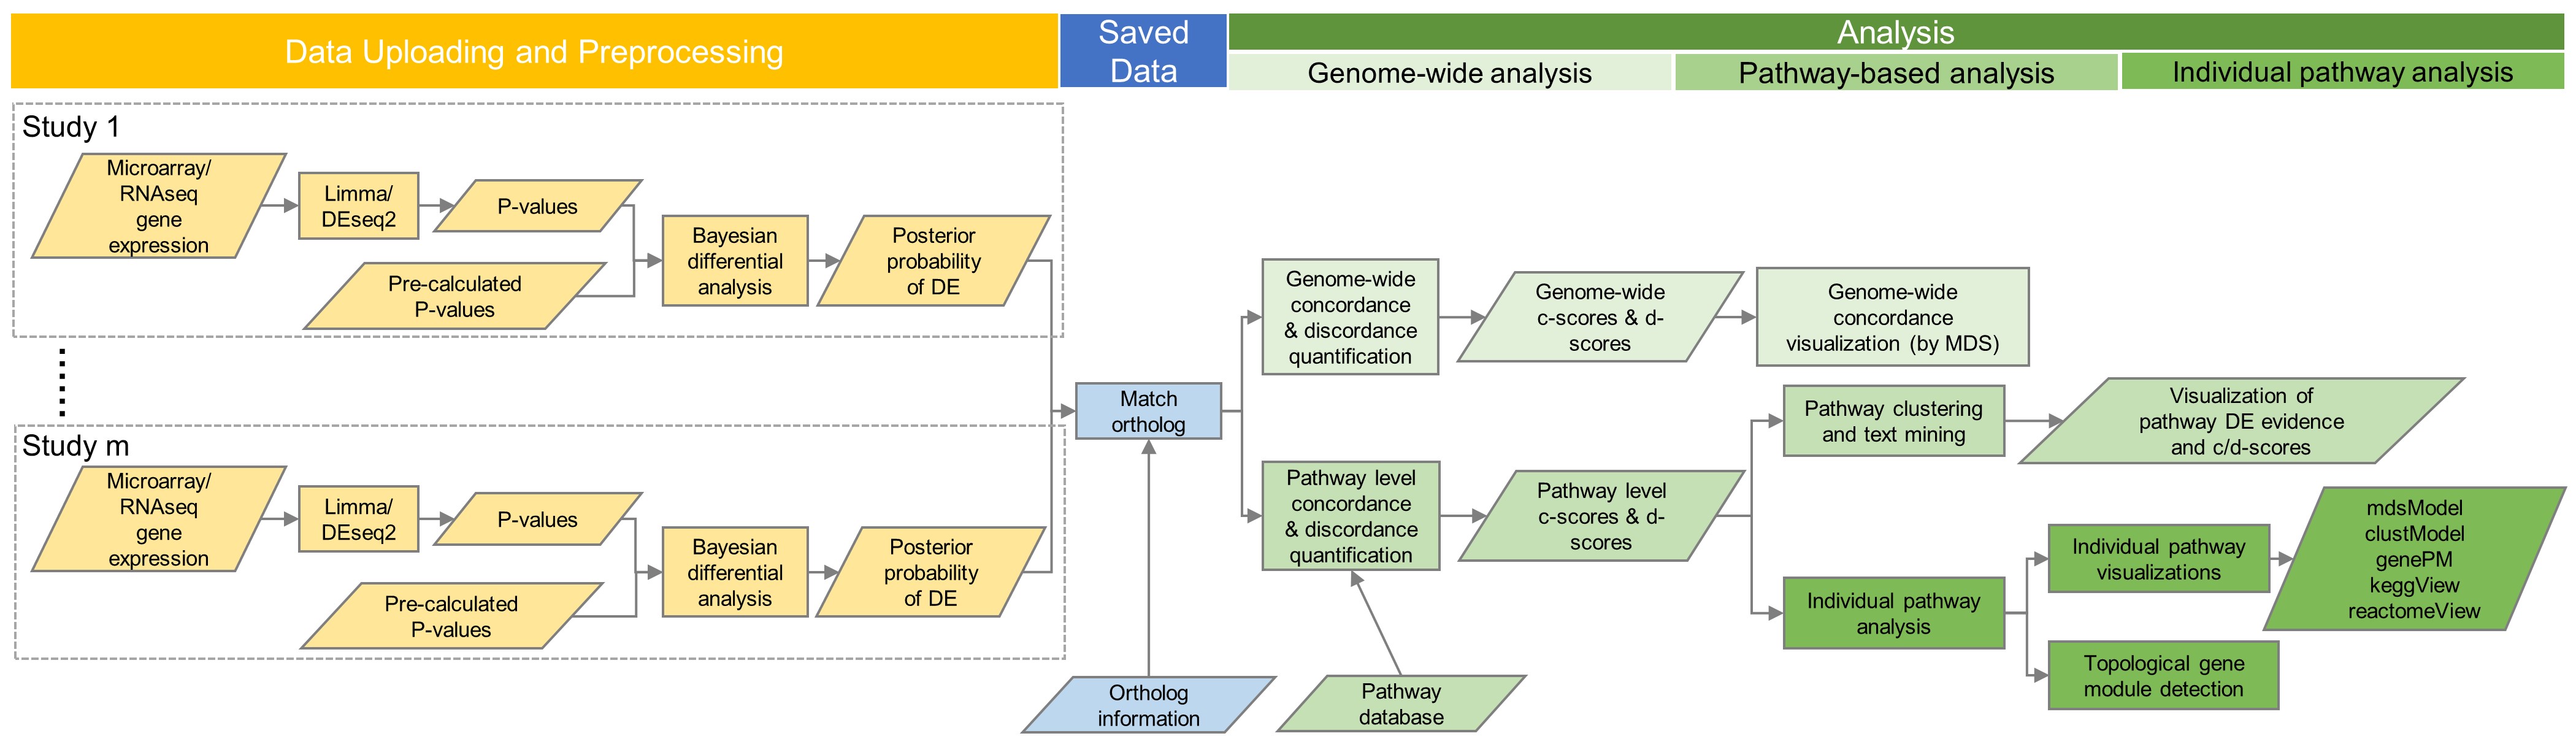 Data Uploading and Preprocessing
Saved
Data
Analysis
Genome-wide analysis
Pathway-based analysis
Individual pathway analysis
Study 1
Microarray/
RNAseq
gene
expression
Limma/
DEseq2
P-values
Pre-calculated
P-values
Bayesian
differential
analysis
Posterior
probability
of DE
Study m
Microarray/
RNAseq
gene
expression
Limma/
DEseq2
P-values
Pre-calculated
P-values
Bayesian
differential
analysis
Posterior
probability
of DE
Match
ortholog
Ortholog
information
Genome-wide
concordance
& discordance
quantification
Genome-wide
c-scores & d-
scores
Genome-wide
concordance
visualization (by MDS)
Pathway level
concordance
& discordance
quantification
Pathway level
c-scores & d-
scores
Pathway
database
Pathway clustering
and text mining
Visualization of
pathway DE evidence
and c/d-scores
Individual pathway
analysis
Individual pathway
visualizations
mdsModel
clustModel
genePM
keggView
reactomeView
Topological gene
module detection